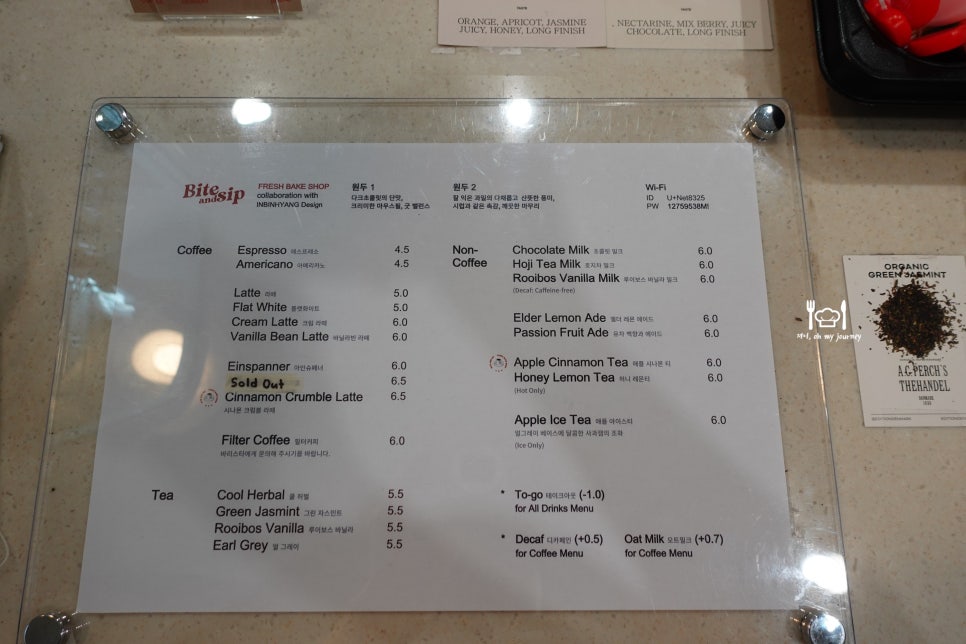 TASTE
ORANGE, APRICOT, JASMINE
JUICY, HONEY, LONG FINISH
TASTE
NECTARINE, MIX BERRY, JUICY
CHOCOLATE, LONG FINISH
Bite and sip
FRESH BAKE SHOP
collaboration with
INBINHYANG Design
원두 1
다크초콜릿의 단맛,
크리미한 마우스필, 굿 밸런스
원두 2
잘 익은 과일의 다채롭고 산뜻한 풍미,
시럽과 같은 촉감, 깨끗한 마무리
Wi-Fi
ID U+Net8325
PW 12759538M!
Coffee
Espresso 에스프레소 4.5
Americano 아메리카노 4.5
Latte 라떼 5.0
Flat White 플랫화이트 5.0
Cream Latte 크림 라떼 6.0
Vanilla Bean Latte 바닐라빈 라떼 6.0
Einspanner 아인슈페너 6.0
Sold Out 6.5
Cinnamon Crumble Latte 6.5
시나몬 크럼블 라떼
Filter Coffee 필터커피 6.0
바리스타에게 문의해 주시기를 바랍니다.
Tea
Cool Herbal 쿨 허벌 5.5
Green Jasmint 그린 자스민트 5.5
Rooibos Vanilla 루이보스 바닐라 5.5
Earl Grey 얼 그레이 5.5
Non-
Coffee
Chocolate Milk 초콜릿 밀크 6.0
Hoji Tea Milk 호지차 밀크 6.0
Rooibos Vanilla Milk 루이보스 바닐라 밀크 6.0
(Decaf: Caffeine-free)
Elder Lemon Ade 엘더 레몬 에이드 6.0
Passion Fruit Ade 유자 백향과 에이드 6.0
Apple Cinnamon Tea 애플 시나몬 티 6.0
Honey Lemon Tea 허니 레몬티 6.0
(Hot Only)
Apple Ice Tea 애플 아이스티 6.0
얼그레이 베이스에 달콤한 사과잼의 조화
(Ice Only)
* To-go 테이크아웃 (-1.0)
for All Drinks Menu
* Decaf 디카페인 (+0.5)
for Coffee Menu
Oat Milk 오트밀크 (+0.7)
for Coffee Menu
oh my journey
ORGANIC
GREEN JASMINT
A.C. PERCH'S
THEHANDEL